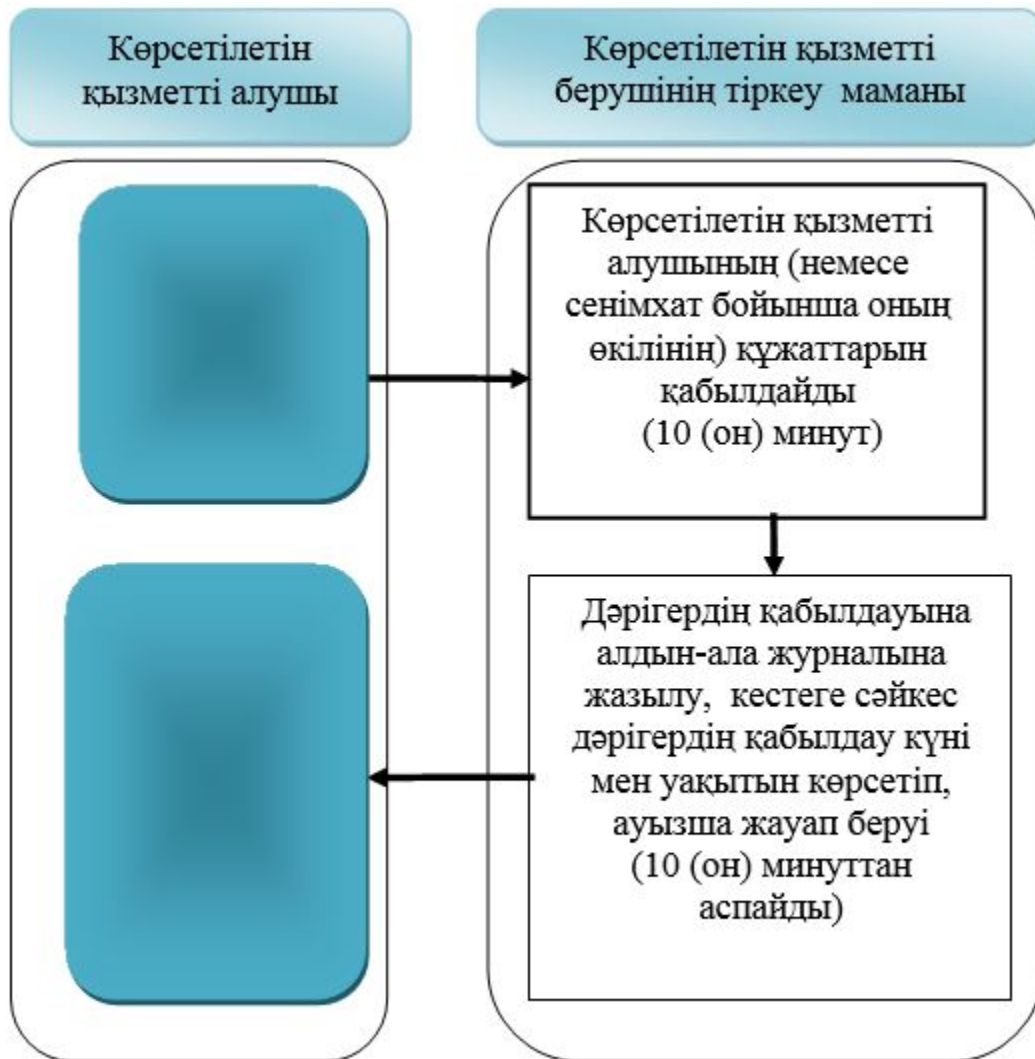 Көрсетілетін
қызметті алушы
Көрсетілетін қызметті
берушінің тіркеу маманы
Көрсетілетін қызметті
алушының (немесе
сенімхат бойынша оның
өкілінің) құжаттарын
қабылдайды
(10 (он) минут)
Дәрігердің қабылдауына
алдын-ала журналына
жазылу, кестеге сәйкес
дәрігердің қабылдау күні
мен уақытын көрсетіп,
ауызша жауап беруі
(10 (он) минуттан
аспайды)